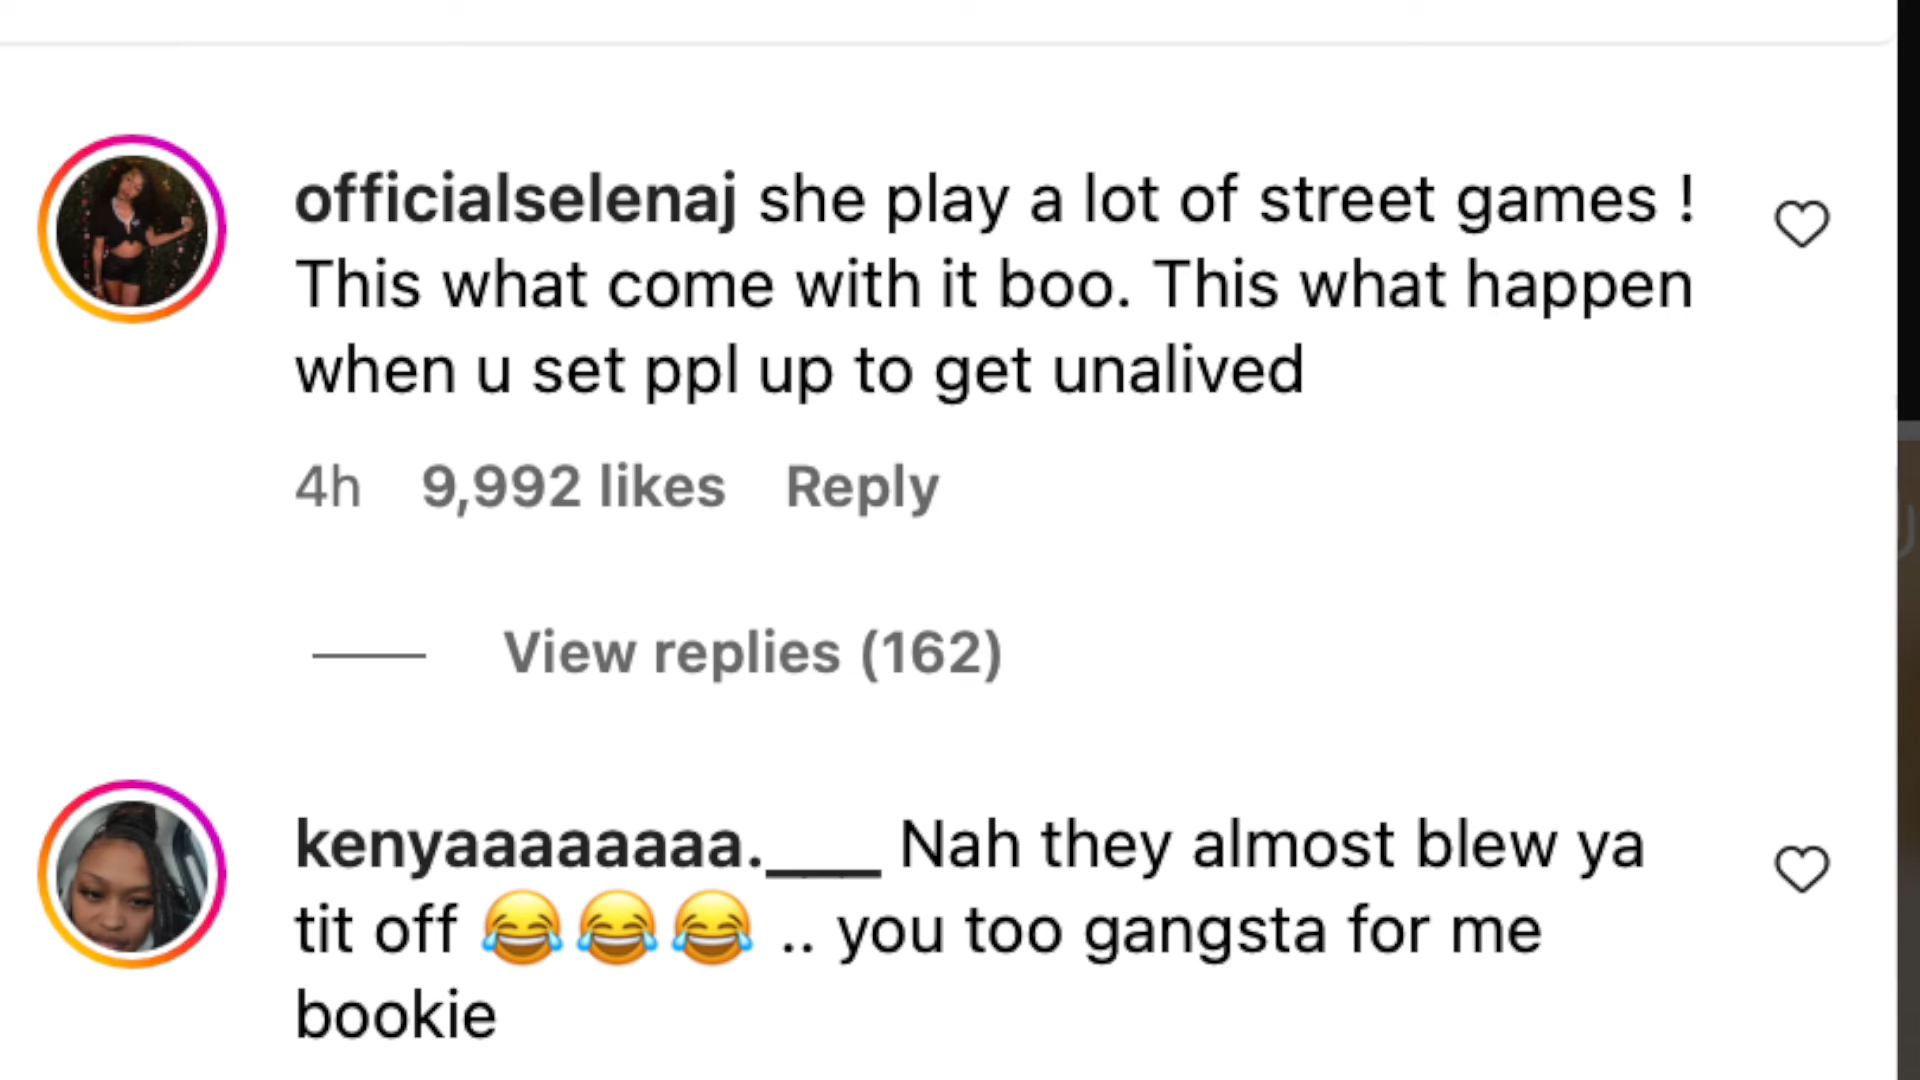 officialselenaj she play a lot of street games !
This what come with it boo. This what happen
when u set ppl up to get unalived
4h 9,992 likes Reply
View replies (162)
kenyaaaaaaaa.___ Nah they almost blew ya
tit off 😂😂😂 .. you too gangsta for me
bookie